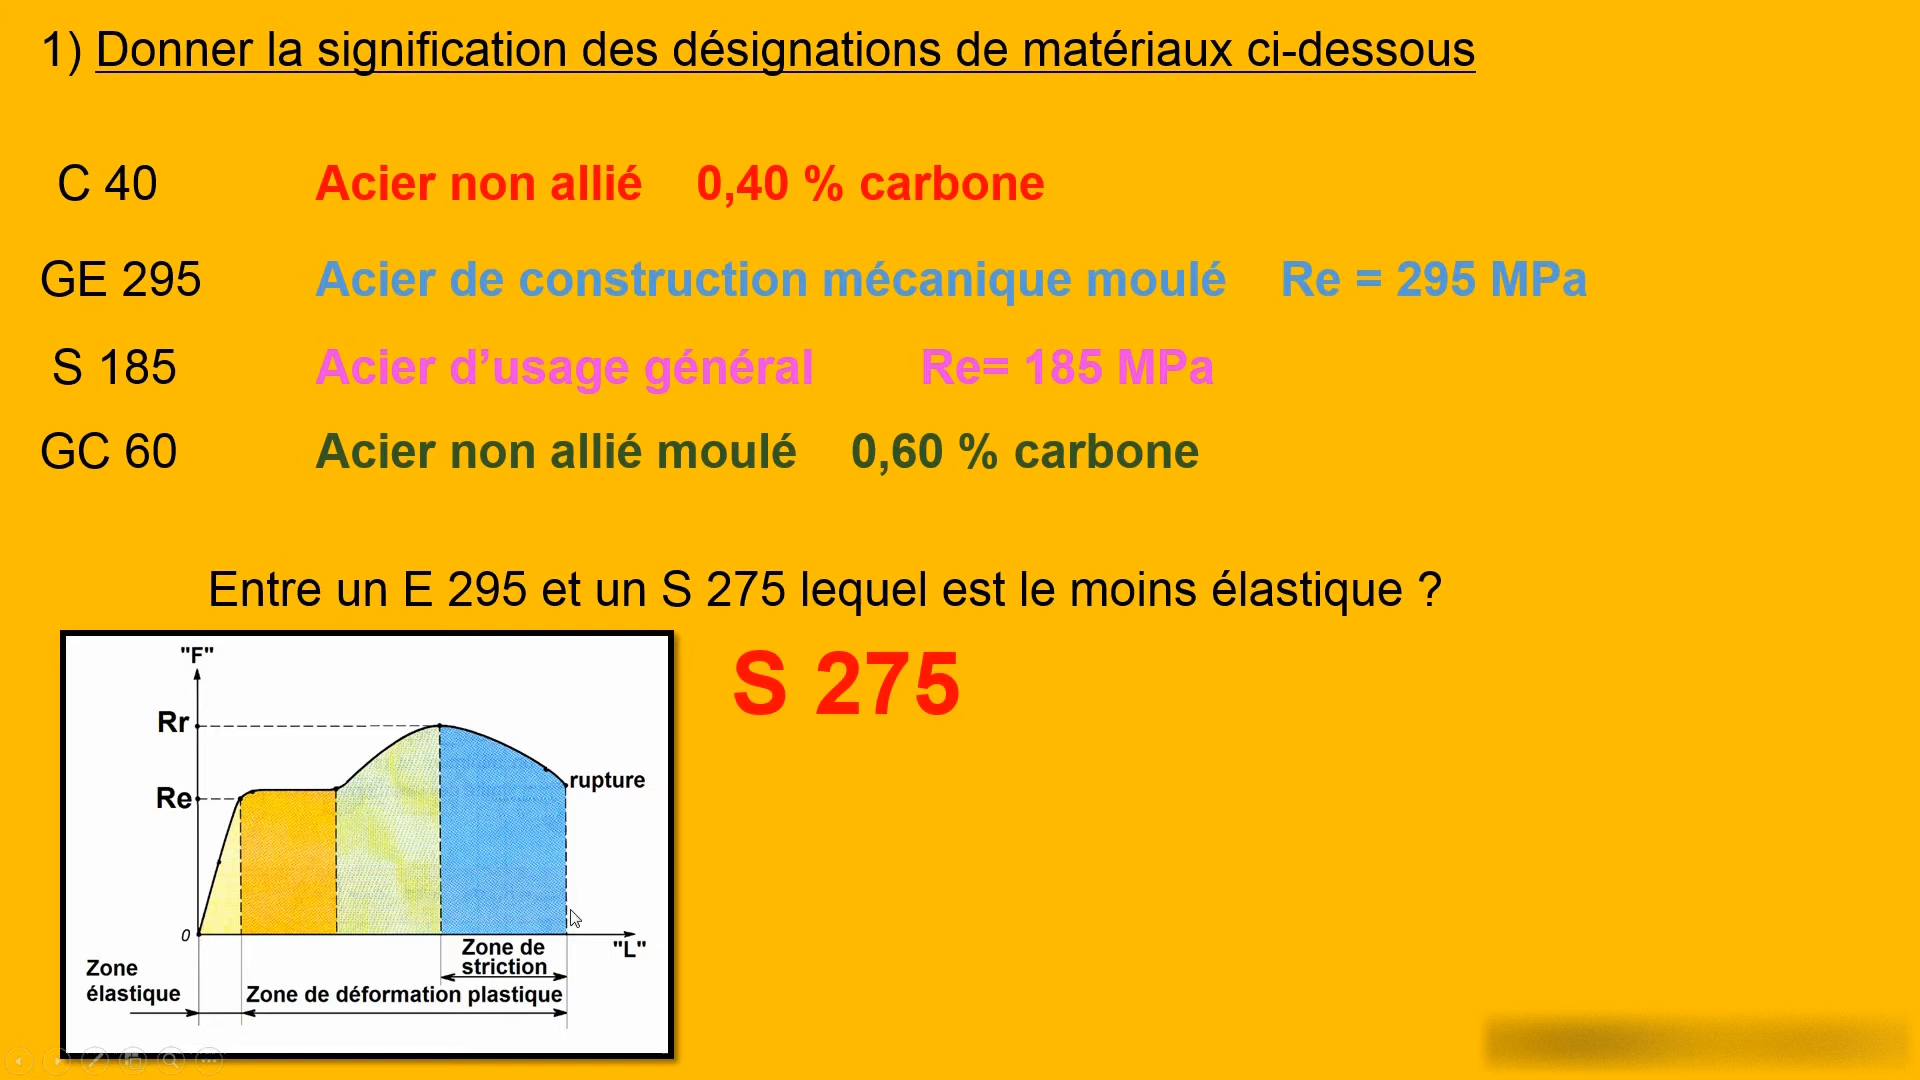 1) Donner la signification des désignations de matériaux ci-dessous
C 40 Acier non allié 0,40 % carbone
GE 295 Acier de construction mécanique moulé Re = 295 MPa
S 185 Acier d’usage général Re= 185 MPa
GC 60 Acier non allié moulé 0,60 % carbone
Entre un E 295 et un S 275 lequel est le moins élastique ?
S 275
"F"
Rr
rupture
Re
0
"L"
Zone de
striction
Zone
élastique
Zone de déformation plastique